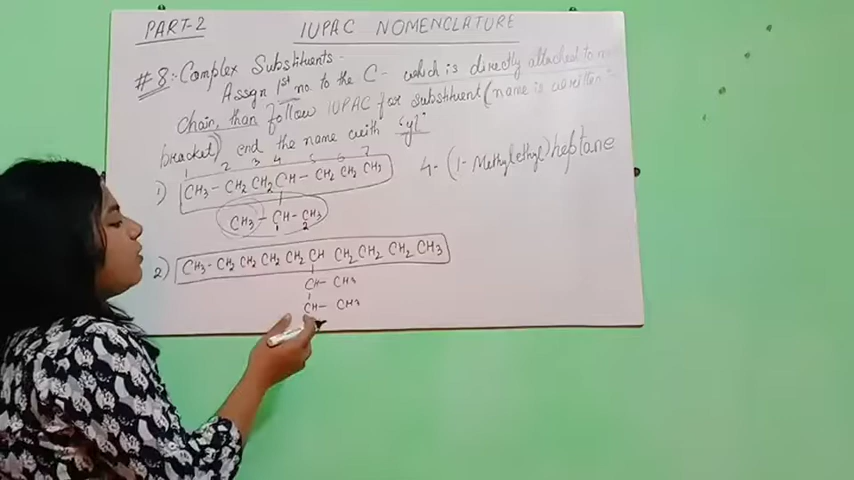 PART-2
IUPAC NOMENCLATURE
#8:- Complex Substituents-
Assgn 1st no. to the C- which is directly attached to
chain, than follow IUPAC for substituent (name is written
bracket) end the name with "yl"
1 2 3 4 5 6 7
1) CH3- CH2 CH2 CH - CH2 CH2 CH3
CH3 - CH - CH3
1 2
4- (1- Methylethyl) heptane
2) CH3- CH2 CH2 CH2 CH2 CH CH2 CH2 CH2 CH3
CH- CH3
CH- CH3